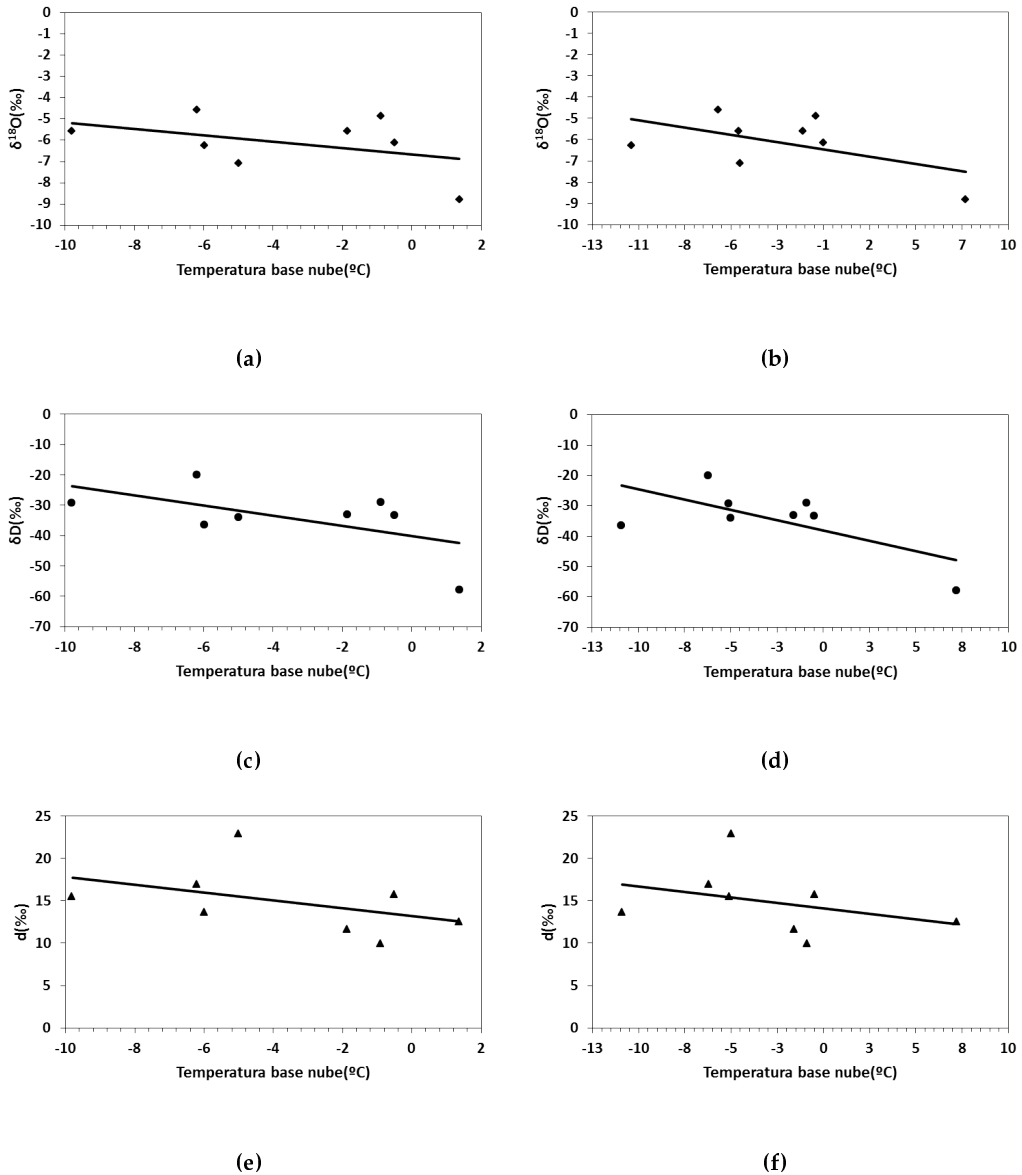 0
-1
-2
-3
-4
-5
-6
-7
-8
-9
-10
δ¹⁸O(‰)
-10 -8 -6 -4 -2 0 2
Temperatura base nube(ºC)
(a)
0
-1
-2
-3
-4
-5
-6
-7
-8
-9
-10
δ¹⁸O(‰)
-13 -11 -8 -6 -3 -1 2 5 7 10
Temperatura base nube(ºC)
(b)
0
-10
-20
-30
-40
-50
-60
-70
δD(‰)
-10 -8 -6 -4 -2 0 2
Temperatura base nube(ºC)
(c)
0
-10
-20
-30
-40
-50
-60
-70
δD(‰)
-13 -10 -8 -5 -3 0 3 5 8 10
Temperatura base nube(ºC)
(d)
25
20
15
10
5
0
d(‰)
-10 -8 -6 -4 -2 0 2
Temperatura base nube(ºC)
(e)
25
20
15
10
5
0
d(‰)
-13 -10 -8 -5 -3 0 3 5 8 10
Temperatura base nube(ºC)
(f)